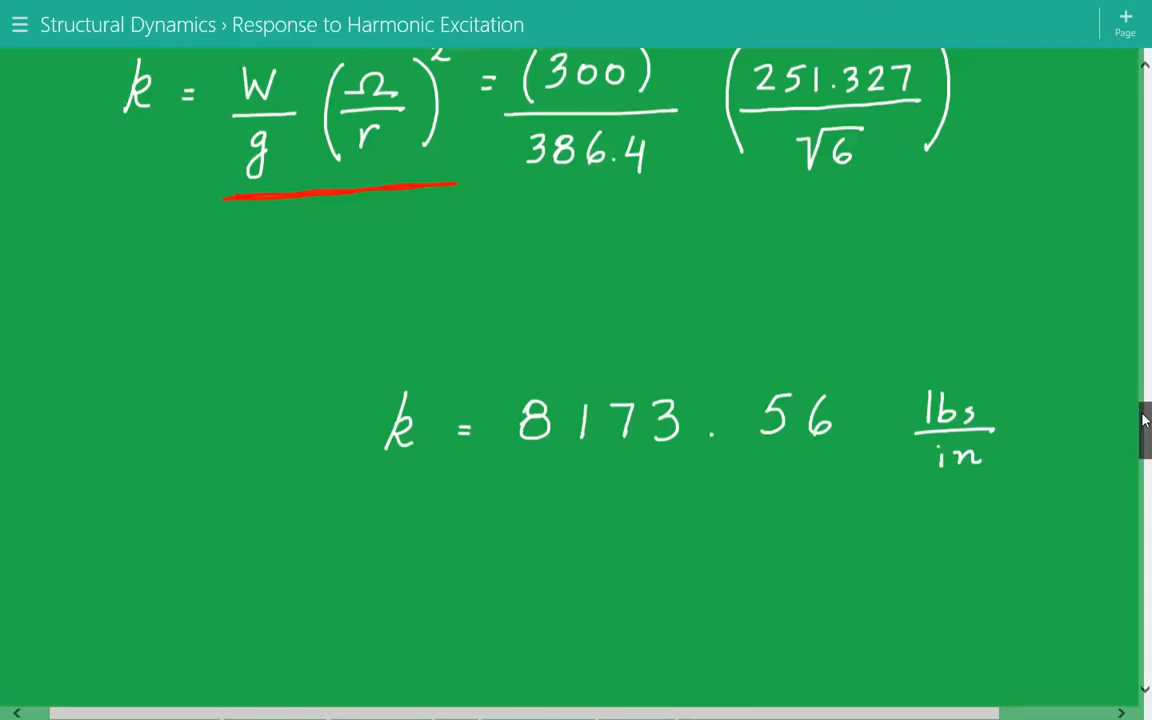 ☰ Structural Dynamics › Response to Harmonic Excitation + Page
k = W/g (Ω/r)² = (300)/386.4 (251.327/√6)
k = 8173.56 lbs/in